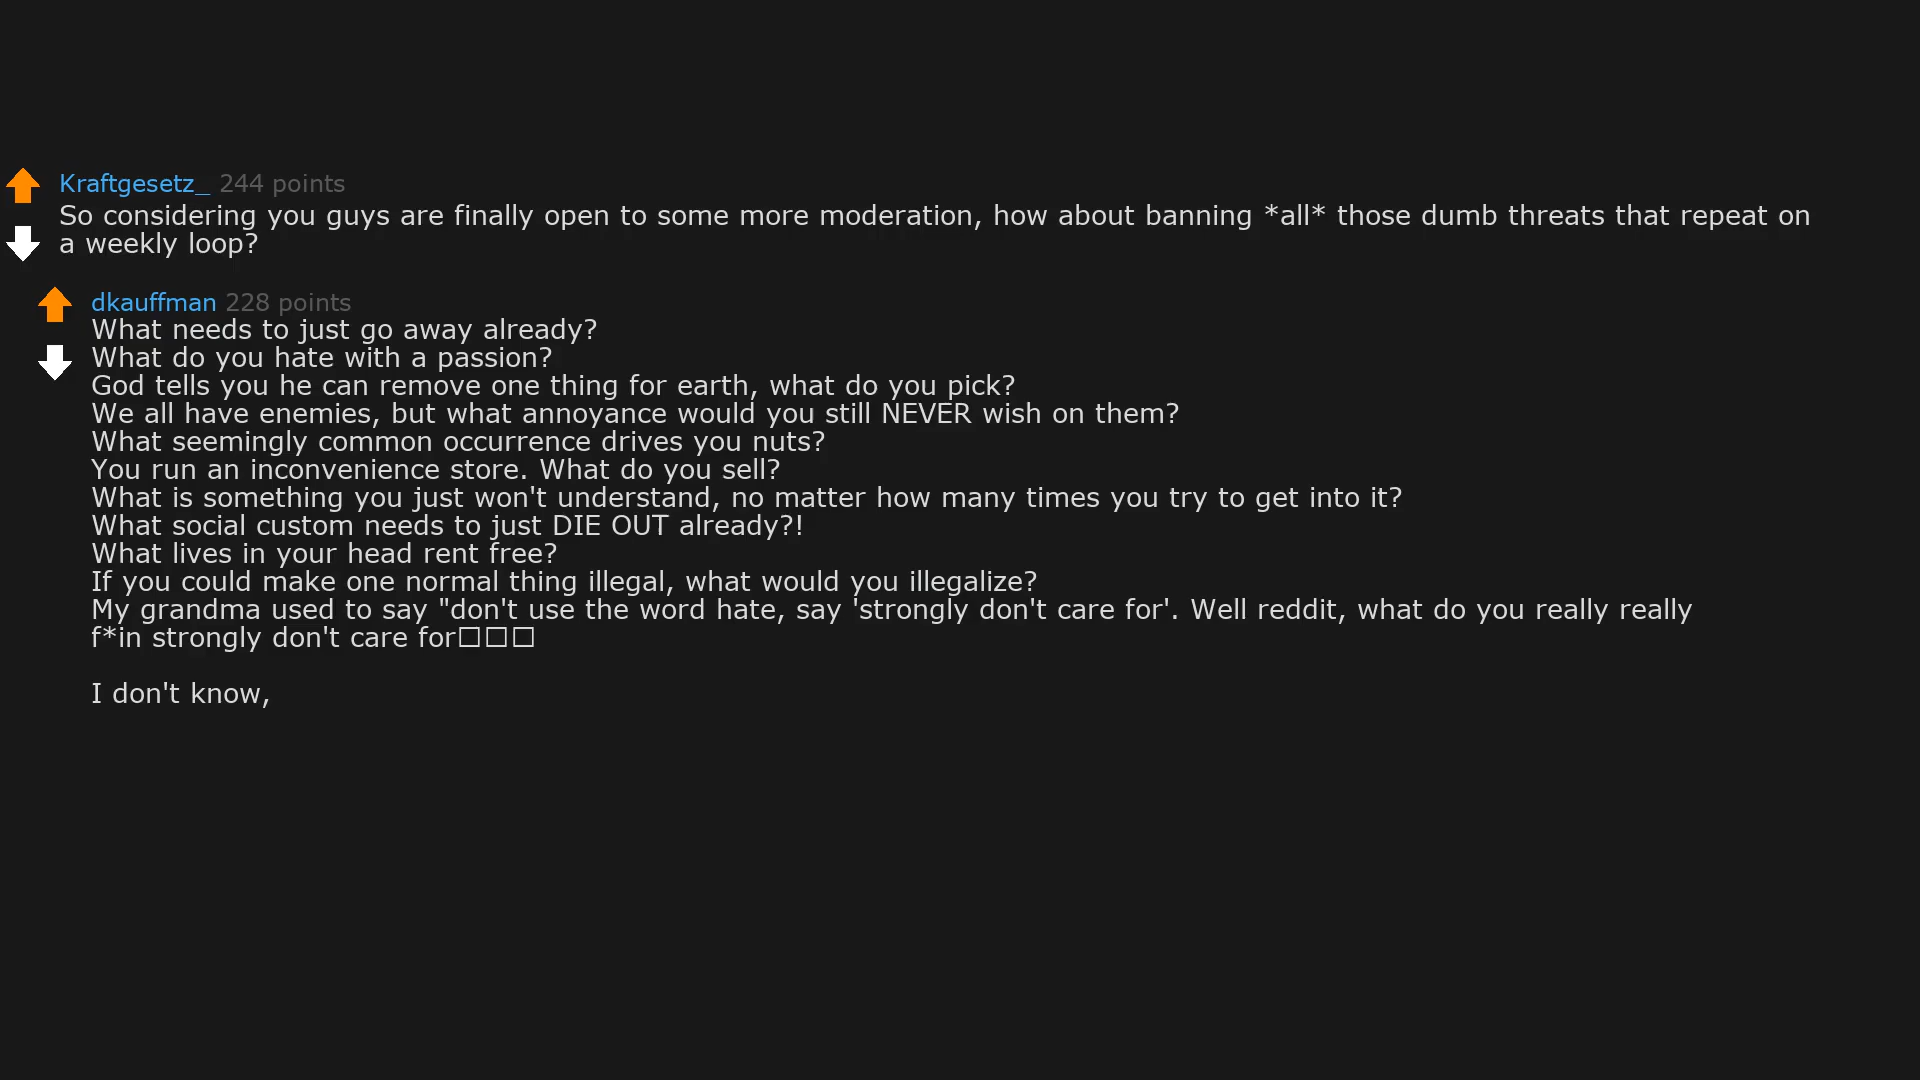 Kraftgesetz_ 244 points
So considering you guys are finally open to some more moderation, how about banning *all* those dumb threats that repeat on
a weekly loop?
dkauffman 228 points
What needs to just go away already?
What do you hate with a passion?
God tells you he can remove one thing for earth, what do you pick?
We all have enemies, but what annoyance would you still NEVER wish on them?
What seemingly common occurrence drives you nuts?
You run an inconvenience store. What do you sell?
What is something you just won't understand, no matter how many times you try to get into it?
What social custom needs to just DIE OUT already?!
What lives in your head rent free?
If you could make one normal thing illegal, what would you illegalize?
My grandma used to say "don't use the word hate, say 'strongly don't care for'. Well reddit, what do you really really
f*in strongly don't care for□□□
I don't know,